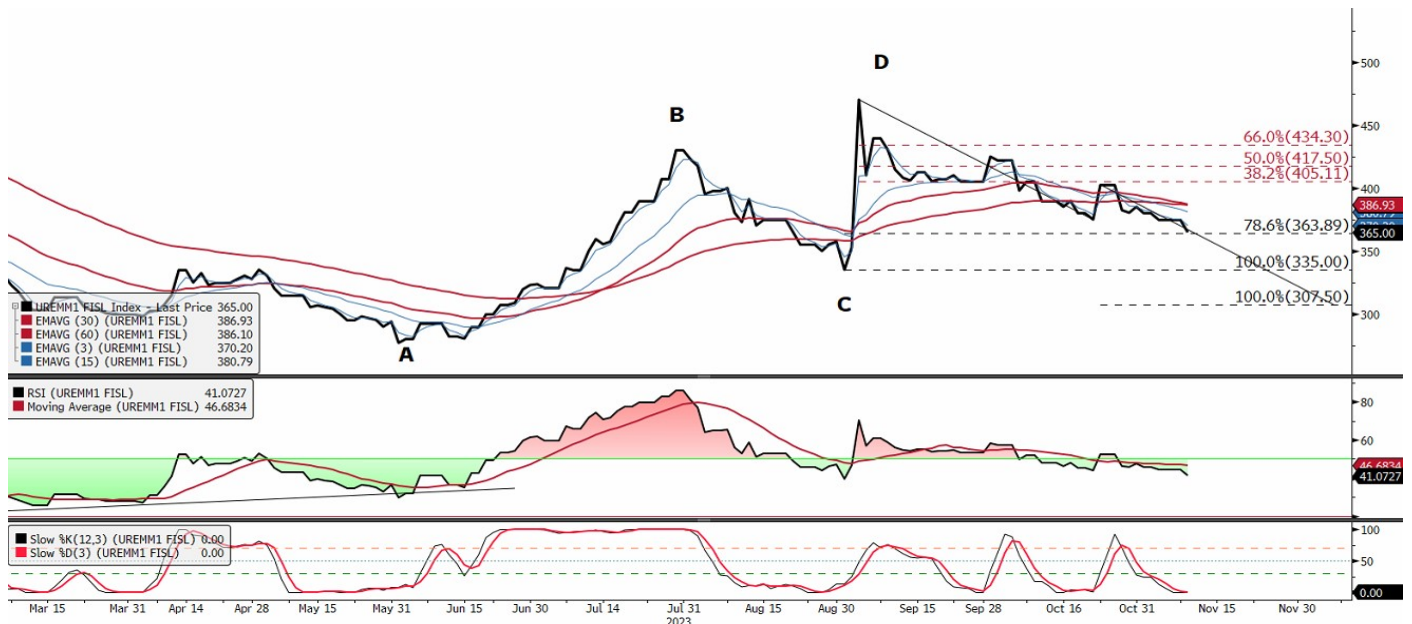 D
500
B
450
66.0%(434.30)
50.0%(417.50)
38.2%(405.11)
400
386.93
78.6%(363.89)
365.00
350
100.0%(335.00)
C
100.0%(307.50)
300
A
UREMM1 FISL Index - Last Price 365.00
EMAVG (30) (UREMM1 FISL) 386.93
EMAVG (60) (UREMM1 FISL) 386.10
EMAVG (3) (UREMM1 FISL) 370.20
EMAVG (15) (UREMM1 FISL) 380.79
RSI (UREMM1 FISL) 41.0727
Moving Average (UREMM1 FISL) 46.6834
80
60
46.6834
41.0727
Slow %K(12,3) (UREMM1 FISL) 0.00
Slow %D(3) (UREMM1 FISL) 0.00
100
50
0.00
Mar 15 Mar 31 Apr 14 Apr 28 May 15 May 31 Jun 15 Jun 30 Jul 14 Jul 31 Aug 15 Aug 30 Sep 15 Sep 28 Oct 16 Oct 31 Nov 15 Nov 30
2023